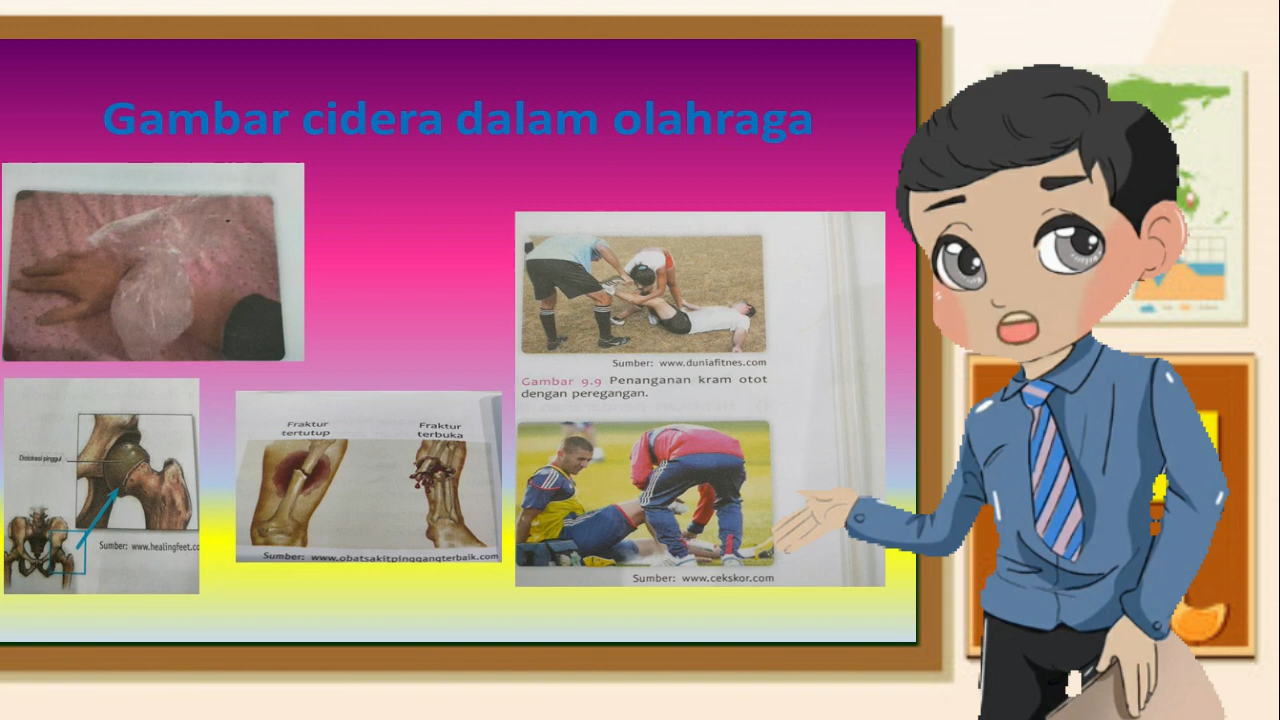 Gambar cidera dalam olahraga
Sumber: www.duniafitnes.com
Gambar 9.9 Penanganan kram otot
dengan peregangan.
Fraktur
tertutup
Fraktur
terbuka
Dislokasi pinggul
Sumber: www.healingfeet.co
Sumber: www.obatsakitpinggangterbaik.com
Sumber: www.cekskor.com